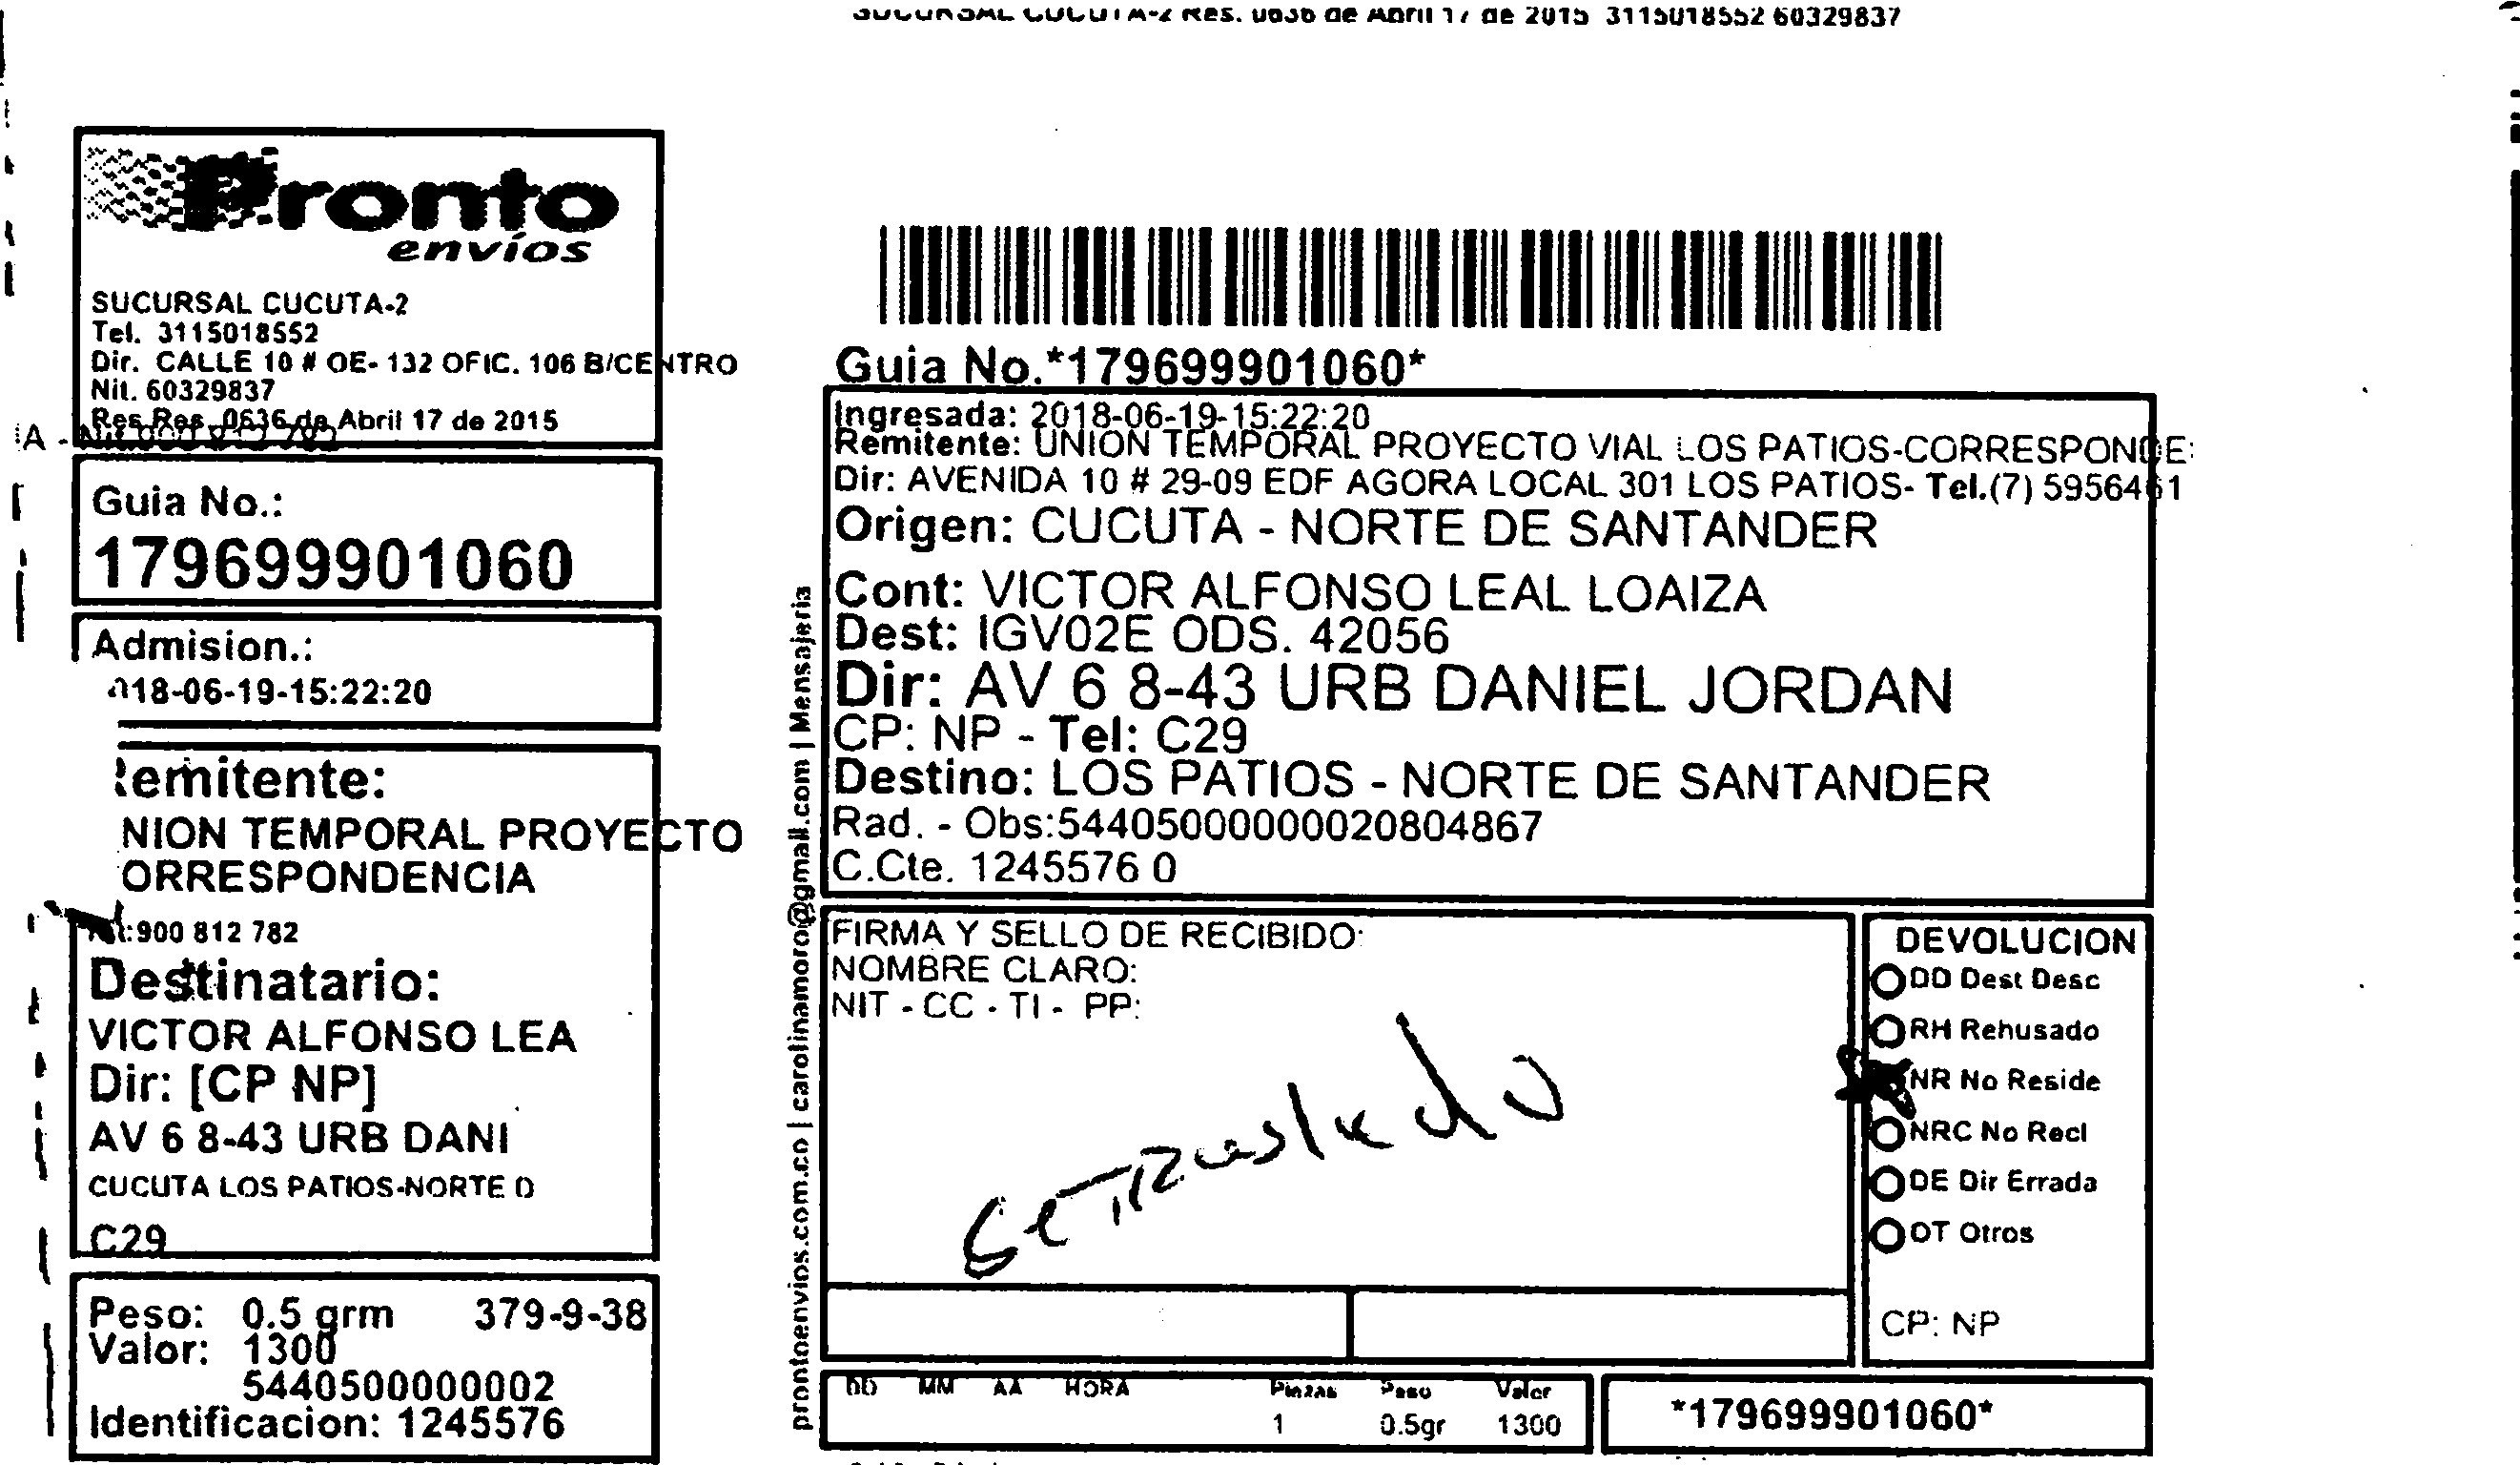 SUCURSAL CUCUTA-2 Res. 0636 de Abril 17 de 2015 3115018552 60329837
Pronto
envíos
SUCURSAL CUCUTA-2
Tel. 3115018552
Dir. CALLE 10 # OE- 132 OFIC. 106 B/CENTRO
Nit. 60329837
Res Res. 0636 de Abril 17 de 2015
Guia No.:
179699901060
Admision.:
018-06-19-15:22:20
Remitente:
NION TEMPORAL PROYECTO
ORRESPONDENCIA
:900 812 782
Destinatario:
VICTOR ALFONSO LEA
Dir: [CP NP]
AV 6 8-43 URB DANI
CUCUTA LOS PATIOS-NORTE D
C29
Peso: 0.5 grm 379-9-38
Valor: 1300
5440500000002
Identificacion: 1245576
prontoenvios.com.co | carolinamoro@gmail.com | Mensajeria
Guia No.*179699901060*
Ingresada: 2018-06-19-15:22:20
Remitente: UNION TEMPORAL PROYECTO VIAL LOS PATIOS-CORRESPONDE
Dir: AVENIDA 10 # 29-09 EDF AGORA LOCAL 301 LOS PATIOS- Tel.(7) 5956461
Origen: CUCUTA - NORTE DE SANTANDER
Cont: VICTOR ALFONSO LEAL LOAIZA
Dest: IGV02E ODS. 42056
Dir: AV 6 8-43 URB DANIEL JORDAN
CP: NP - Tel: C29
Destino: LOS PATIOS - NORTE DE SANTANDER
Rad. - Obs:544050000000020804867
C.Cte. 1245576 0
FIRMA Y SELLO DE RECIBIDO:
NOMBRE CLARO:
NIT - CC - TI - PP:
Se Traslado
DEVOLUCION
DD Dest Desc
RH Rehusado
NR No Reside
NRC No Recl
DE Dir Errada
OT Otros
CP: NP
DD MM AA HORA Piezas Peso Valor
1 0.5gr 1300
*179699901060*